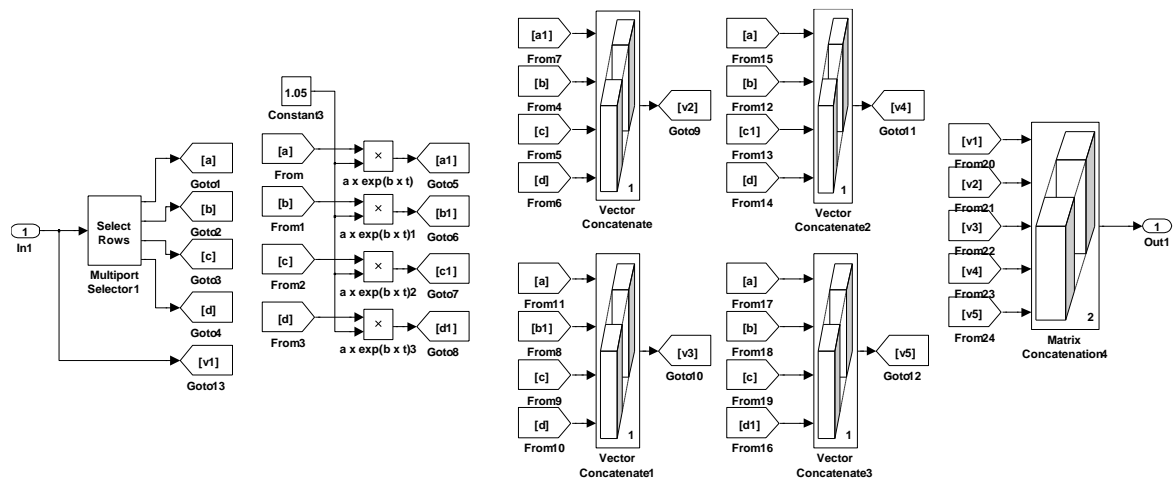 1
In1
Select
Rows
Multiport
Selector1
[a]
Goto1
[b]
Goto2
[c]
Goto3
[d]
Goto4
[v1]
Goto13
1.05
Constant3
[a]
From
×
a x exp(b x t)
[a1]
Goto5
[b]
From1
×
a x exp(b x t)1
[b1]
Goto6
[c]
From2
×
a x exp(b x t)2
[c1]
Goto7
[d]
From3
×
a x exp(b x t)3
[d1]
Goto8
[a1]
From7
[b]
From4
[c]
From5
[d]
From6
1
Vector
Concatenate
[v2]
Goto9
[a]
From15
[b]
From12
[c1]
From13
[d]
From14
1
Vector
Concatenate2
[v4]
Goto11
[a]
From11
[b1]
From8
[c]
From9
[d]
From10
1
Vector
Concatenate1
[v3]
Goto10
[a]
From17
[b]
From18
[c]
From19
[d1]
From16
1
Vector
Concatenate3
[v5]
Goto12
[v1]
From20
[v2]
From21
[v3]
From22
[v4]
From23
[v5]
From24
2
Matrix
Concatenation4
1
Out1